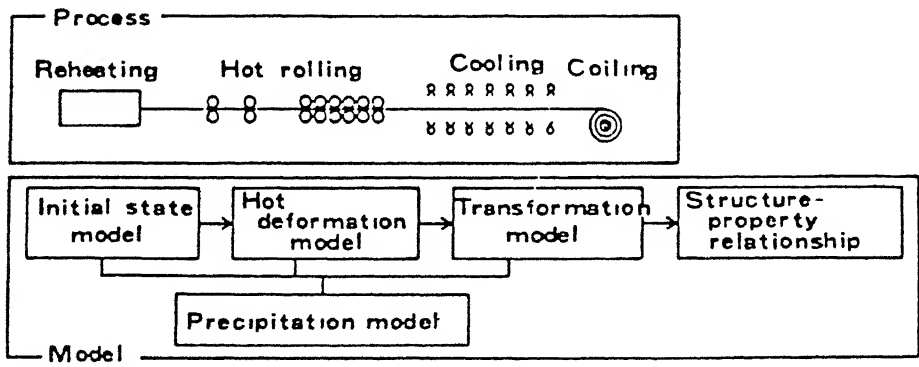 Process
Reheating Hot rolling Cooling Coiling
Initial state
model
Hot
deformation
model
Transformation
model
Structure-
property
relationship
Precipitation model
Model